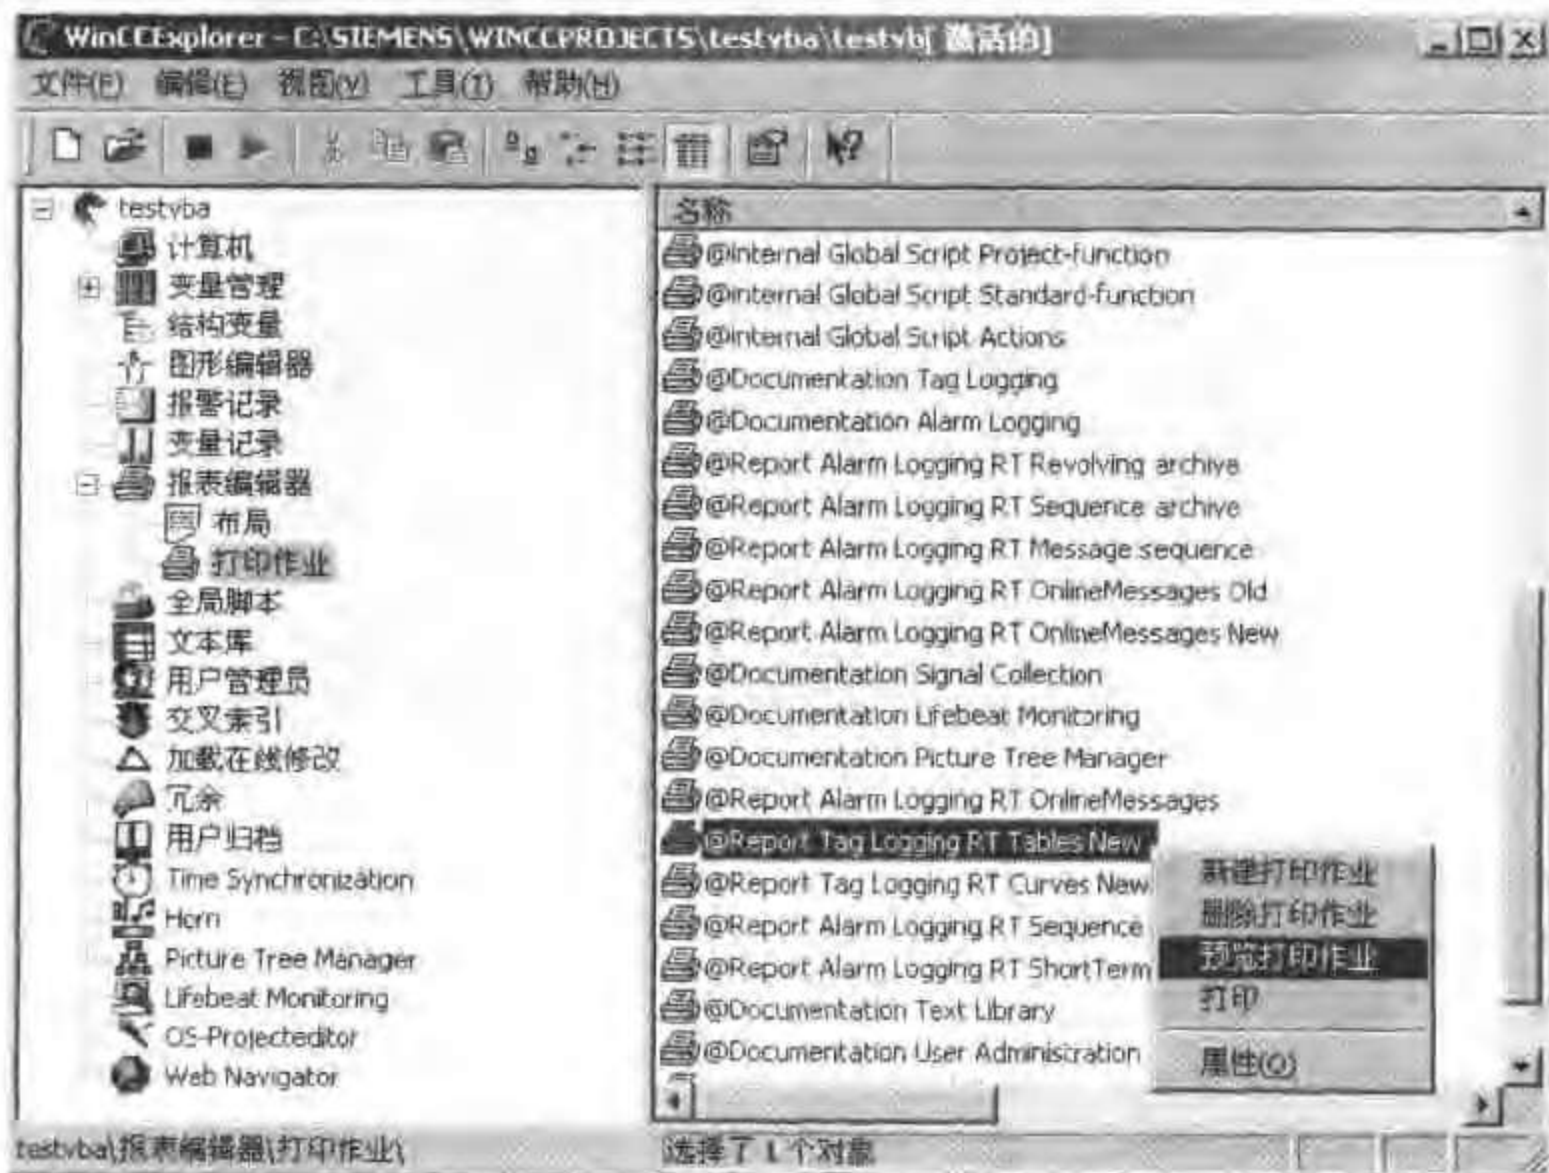 WinCCExplorer - C:\SIEMENS\WINCCPROJECTS\testvba\testvb[ 激活的]
文件(F) 编辑(E) 视图(V) 工具(T) 帮助(H)
testvba
计算机
变量管理
结构变量
图形编辑器
报警记录
变量记录
报表编辑器
布局
打印作业
全局脚本
文本库
用户管理员
交叉索引
加载在线修改
冗余
用户归档
Time Synchronization
Horn
Picture Tree Manager
Lifebeat Monitoring
OS-Projecteditor
Web Navigator
名称
@Internal Global Script Project-function
@Internal Global Script Standard-function
@Internal Global Script Actions
@Documentation Tag Logging
@Documentation Alarm Logging
@Report Alarm Logging RT Revolving archive
@Report Alarm Logging RT Sequence archive
@Report Alarm Logging RT Message sequence
@Report Alarm Logging RT OnlineMessages Old
@Report Alarm Logging RT OnlineMessages New
@Documentation Signal Collection
@Documentation Lifebeat Monitoring
@Documentation Picture Tree Manager
@Report Alarm Logging RT OnlineMessages
@Report Tag Logging RT Tables New
@Report Tag Logging RT Curves New
@Report Alarm Logging RT Sequence
@Report Alarm Logging RT ShortTerm
@Documentation Text Library
@Documentation User Administration
新建打印作业
删除打印作业
预览打印作业
打印
属性(O)
testvba\报表编辑器\打印作业\
选择了 1 个对象